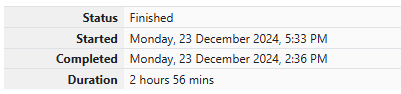 Status Finished
Started Monday, 23 December 2024, 5:33 PM
Completed Monday, 23 December 2024, 2:36 PM
Duration 2 hours 56 mins